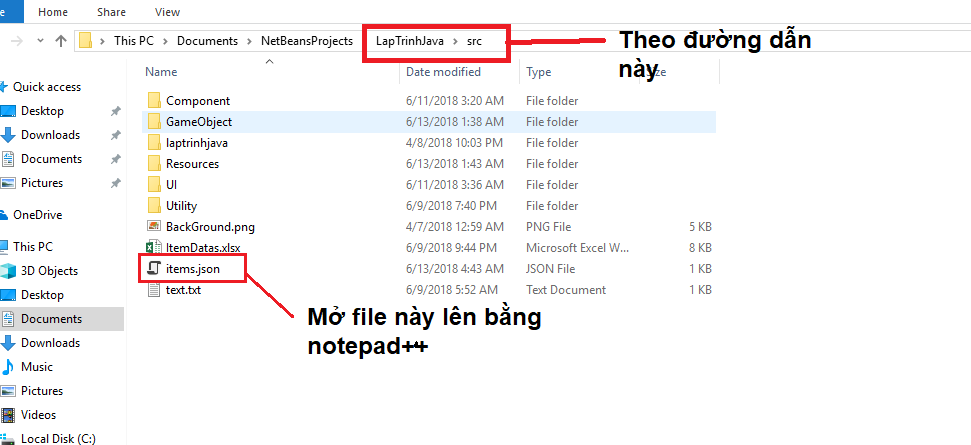 Home Share View
This PC > Documents > NetBeansProjects > LapTrinhJava > src
Theo đường dẫn
này
Name Date modified Type
Quick access
Desktop
Downloads
Documents
Pictures
OneDrive
This PC
3D Objects
Desktop
Documents
Downloads
Music
Pictures
Videos
Local Disk (C:)
Component 6/11/2018 3:20 AM File folder
GameObject 6/13/2018 1:38 AM File folder
laptrinhjava 4/8/2018 10:03 PM File folder
Resources 6/13/2018 1:43 AM File folder
UI 6/11/2018 3:36 AM File folder
Utility 6/9/2018 7:40 PM File folder
BackGround.png 4/7/2018 12:59 AM PNG File 5 KB
ItemDatas.xlsx 6/9/2018 9:44 PM Microsoft Excel W... 8 KB
items.json 6/13/2018 4:43 AM JSON File 1 KB
text.txt 6/9/2018 5:52 AM Text Document 1 KB
Mở file này lên bằng
notepad++